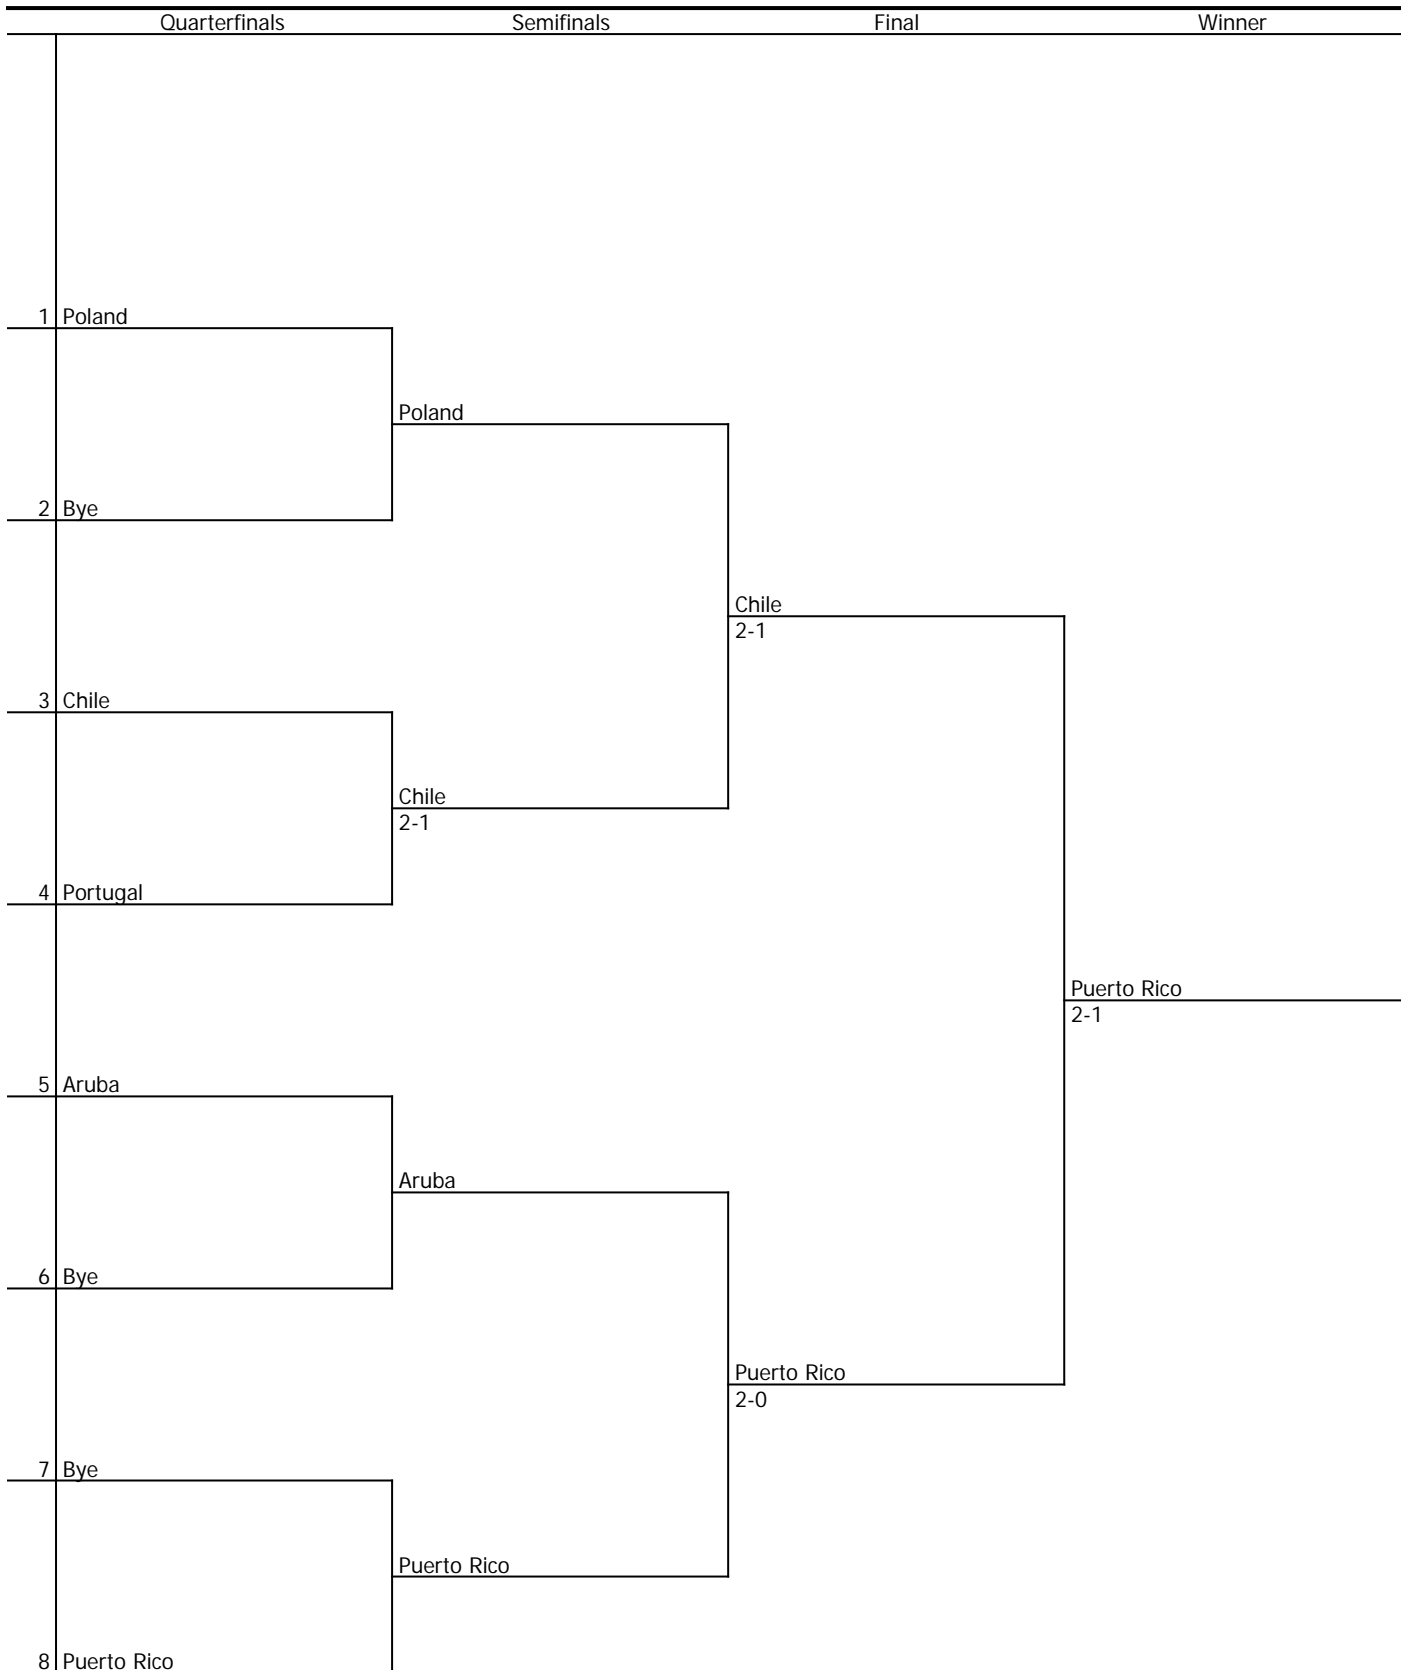 Quarterfinals Semifinals Final Winner
1 Poland
Poland
2 Bye
Chile
2-1
3 Chile
Chile
2-1
4 Portugal
Puerto Rico
2-1
5 Aruba
Aruba
6 Bye
Puerto Rico
2-0
7 Bye
Puerto Rico
8 Puerto Rico